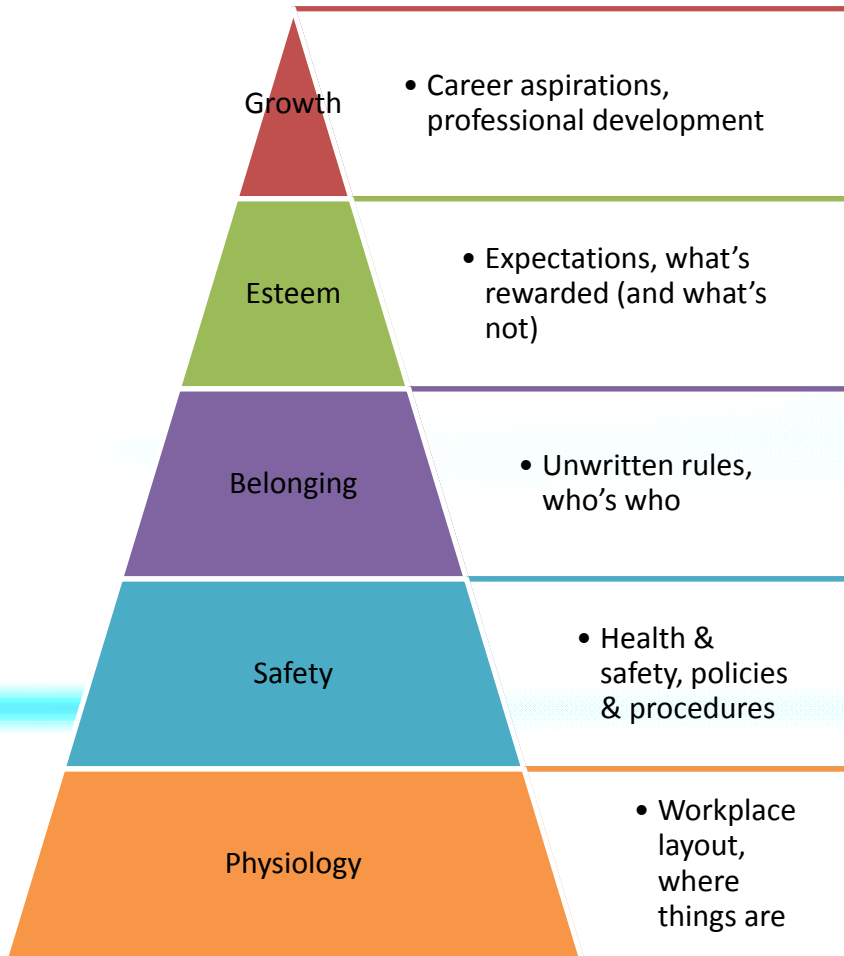 Growth
• Career aspirations,
professional development
Esteem
• Expectations, what’s
rewarded (and what’s
not)
Belonging
• Unwritten rules,
who’s who
Safety
• Health &
safety, policies
& procedures
Physiology
• Workplace
layout,
where
things are